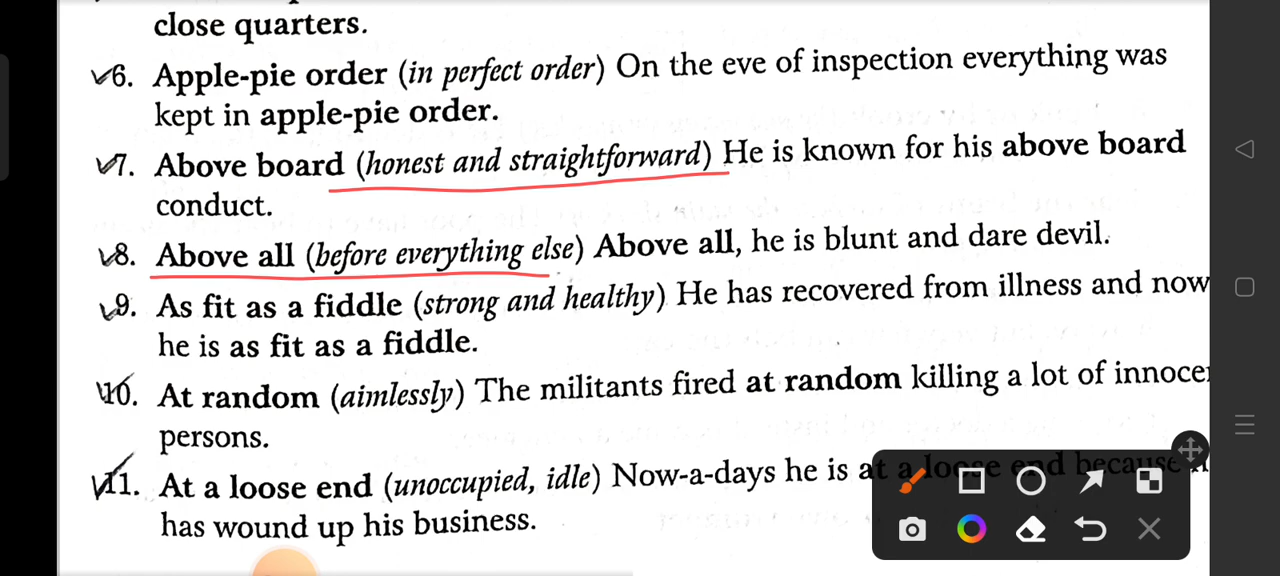 close quarters.
6. Apple-pie order (in perfect order) On the eve of inspection everything was
kept in apple-pie order.
7. Above board (honest and straightforward) He is known for his above board
conduct.
8. Above all (before everything else) Above all, he is blunt and dare devil.
9. As fit as a fiddle (strong and healthy) He has recovered from illness and now
he is as fit as a fiddle.
10. At random (aimlessly) The militants fired at random killing a lot of
persons.
11. At a loose end (unoccupied, idle) Now-a-days he is at a loose end because
has wound up his business.